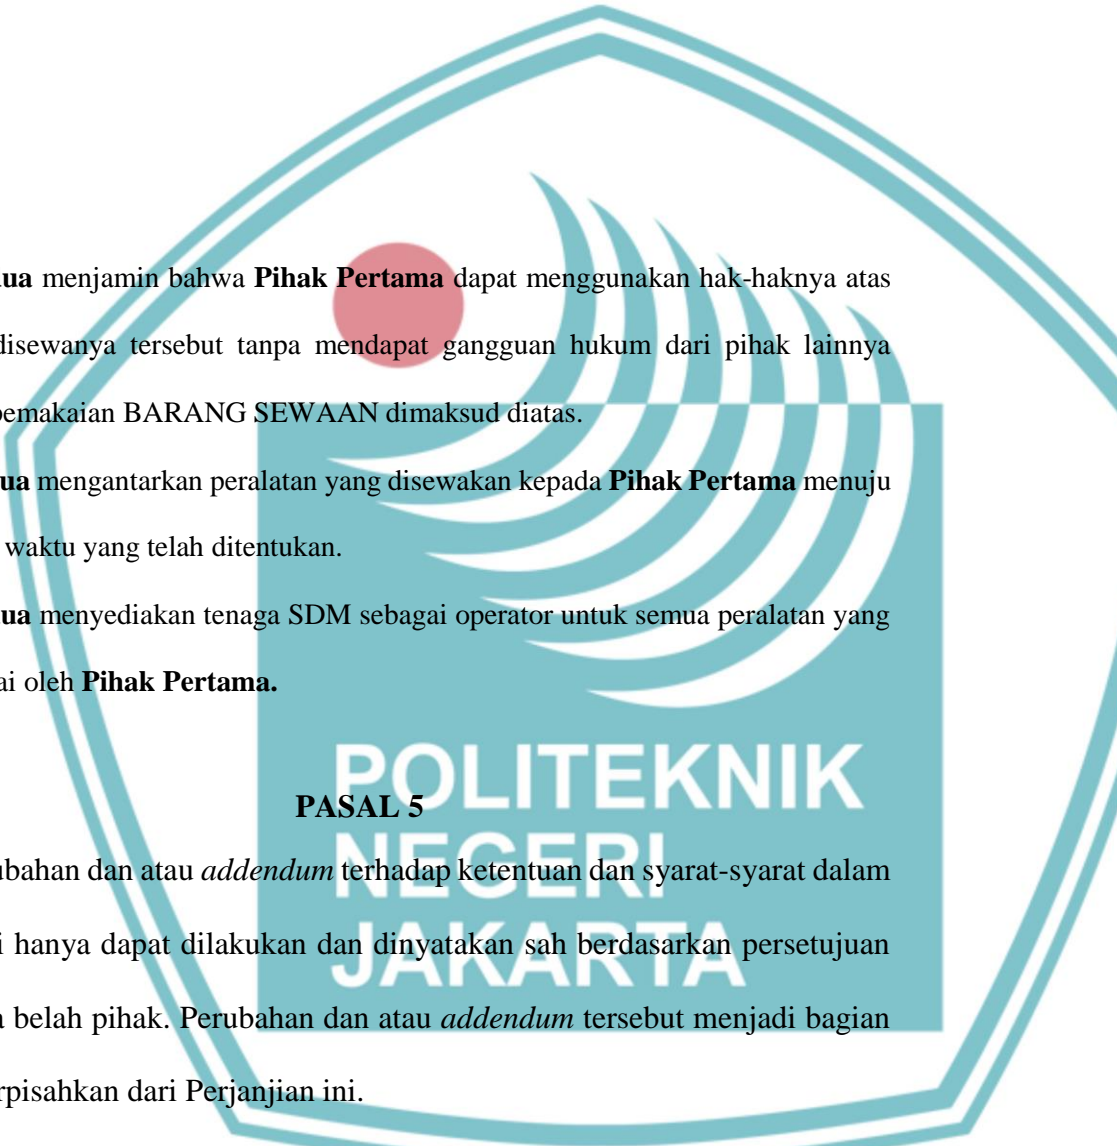 ua menjamin bahwa Pihak Pertama dapat menggunakan hak-haknya atas
disewanya tersebut tanpa mendapat gangguan hukum dari pihak lainnya
pemakaian BARANG SEWAAN dimaksud diatas.
ua mengantarkan peralatan yang disewakan kepada Pihak Pertama menuju
waktu yang telah ditentukan.
ua menyediakan tenaga SDM sebagai operator untuk semua peralatan yang
ai oleh Pihak Pertama.
POLITEKNIK
NEGERI
JAKARTA
PASAL 5
ubahan dan atau addendum terhadap ketentuan dan syarat-syarat dalam
i hanya dapat dilakukan dan dinyatakan sah berdasarkan persetujuan
a belah pihak. Perubahan dan atau addendum tersebut menjadi bagian
rpisahkan dari Perjanjian ini.